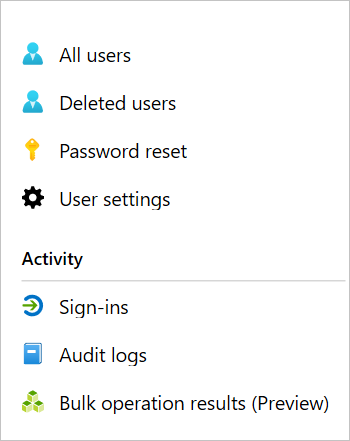 All users
Deleted users
Password reset
User settings
Activity
Sign-ins
Audit logs
Bulk operation results (Preview)